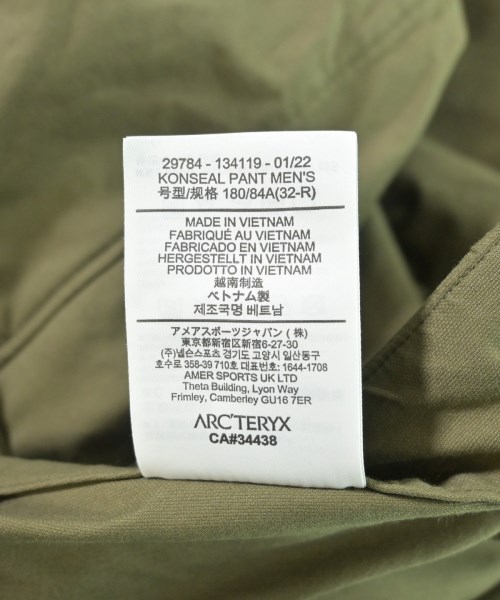 29784 - 134119 - 01/22
KONSEAL PANT MEN'S
号型/规格 180/84A(32-R)
MADE IN VIETNAM
FABRIQUÉ AU VIETNAM
FABRICADO EN VIETNAM
HERGESTELLT IN VIETNAM
PRODOTTO IN VIETNAM
越南制造
ベトナム製
제조국명 베트남
アメアスポーツジャパン (株)
東京都新宿区新宿6-27-30
(주)넬슨스포츠 경기도 고양시 일산동구
호수로 358-39 710호 대표번호: 1644-1708
AMER SPORTS UK LTD
Theta Building, Lyon Way
Frimley, Camberley GU16 7ER
ARC'TERYX
CA#34438